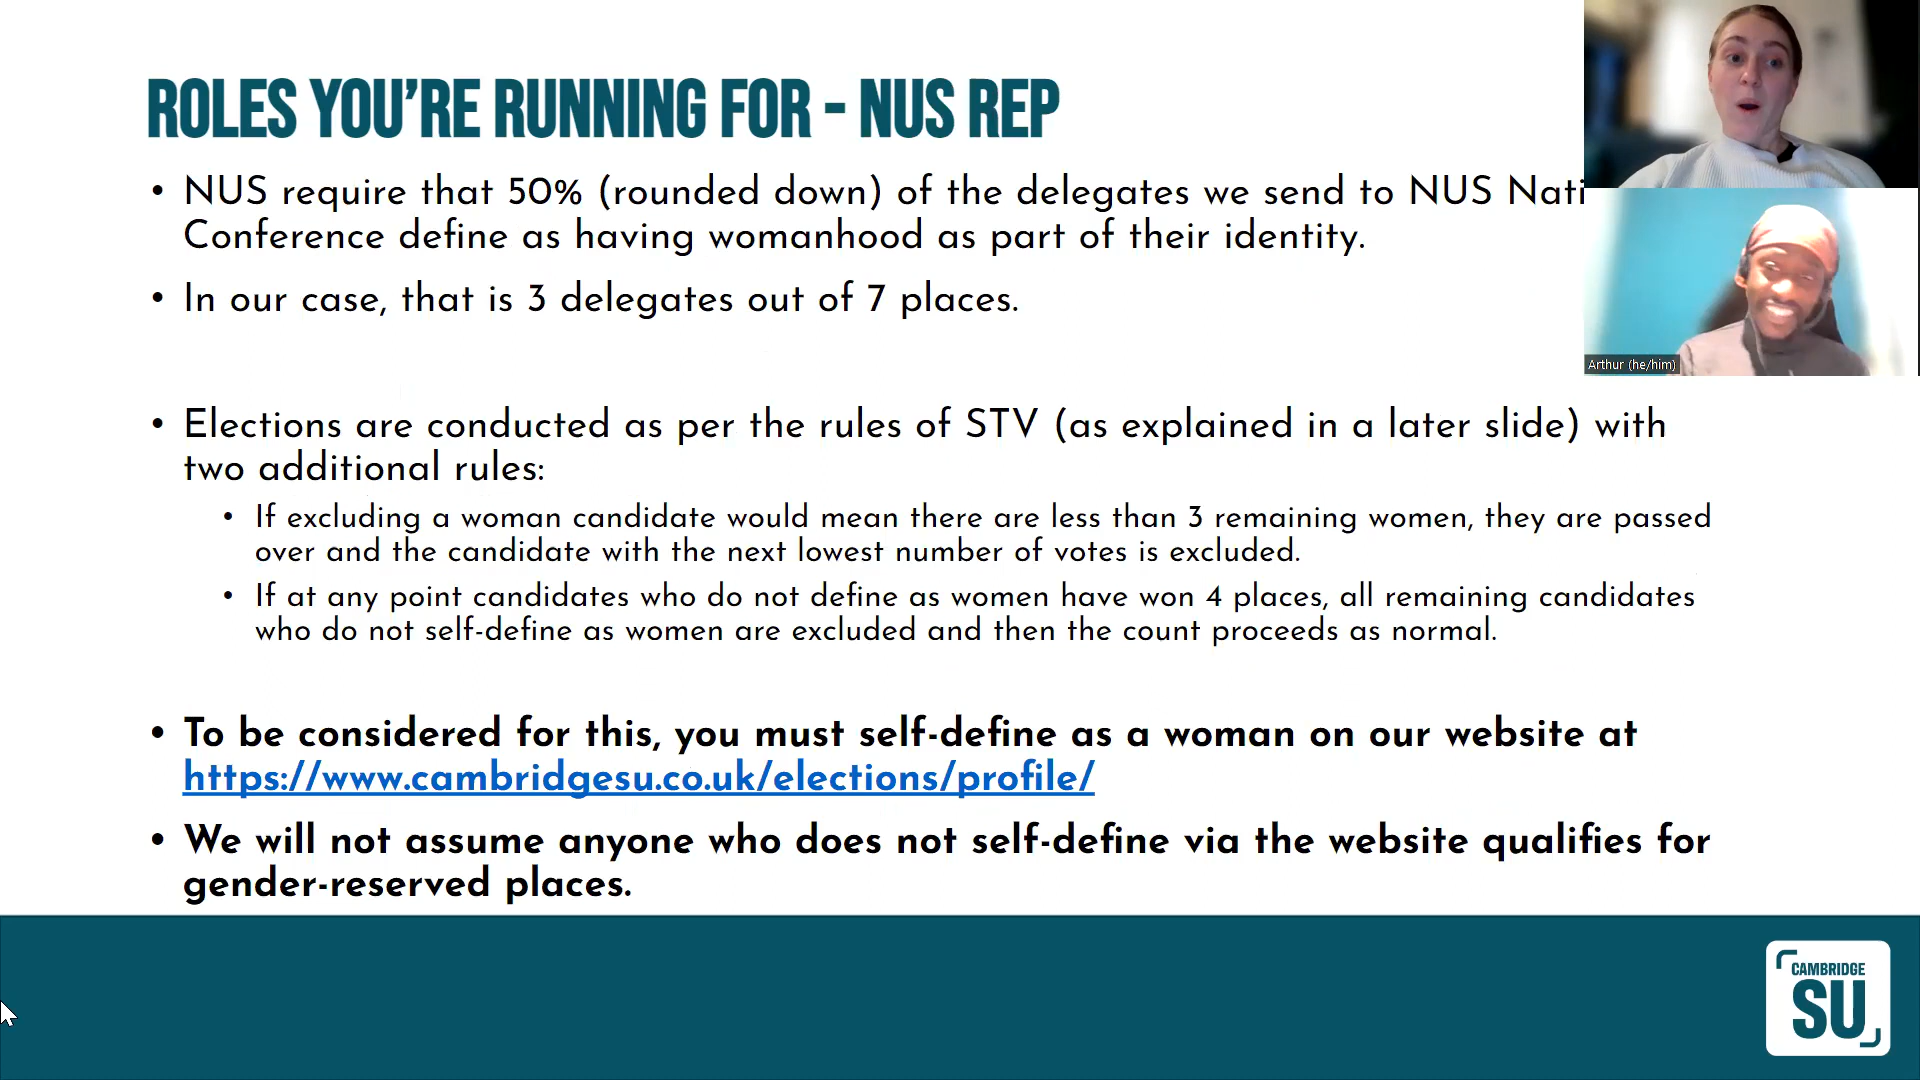 ROLES YOU'RE RUNNING FOR - NUS REP
• NUS require that 50% (rounded down) of the delegates we send to NUS Nati
Conference define as having womanhood as part of their identity.
• In our case, that is 3 delegates out of 7 places.
• Elections are conducted as per the rules of STV (as explained in a later slide) with
two additional rules:
• If excluding a woman candidate would mean there are less than 3 remaining women, they are passed
over and the candidate with the next lowest number of votes is excluded.
• If at any point candidates who do not define as women have won 4 places, all remaining candidates
who do not self-define as women are excluded and then the count proceeds as normal.
• To be considered for this, you must self-define as a woman on our website at
https://www.cambridgesu.co.uk/elections/profile/
• We will not assume anyone who does not self-define via the website qualifies for
gender-reserved places.
Arthur (he/him)
CAMBRIDGE
SU